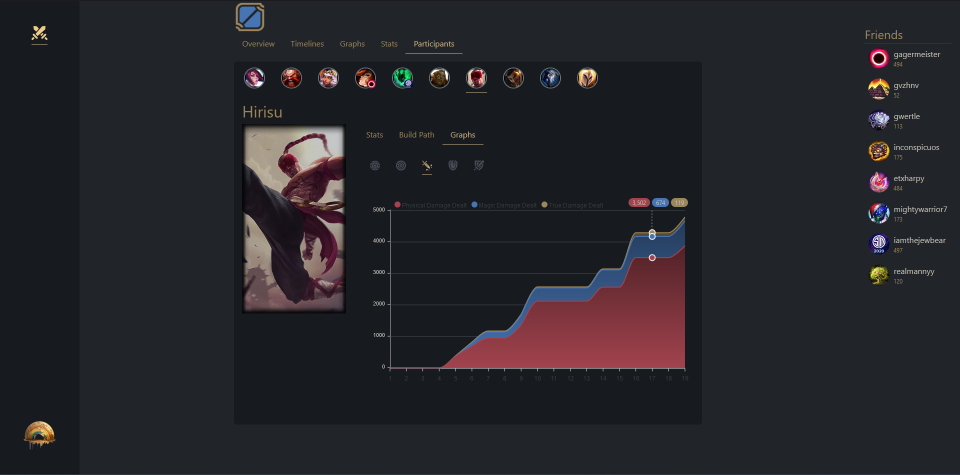 Overview Timelines Graphs Stats Participants
Hirisu
Stats Build Path Graphs
Physical Damage Dealt Magic Damage Dealt True Damage Dealt
3,502 674 119
5000
4000
3000
2000
1000
0
1 2 3 4 5 6 7 8 9 10 11 12 13 14 15 16 17 18 19
Friends
gagermeister
494
gvzhnv
52
gwertle
113
inconspicuos
175
etxharpy
484
mightywarrior7
173
iamthejewbear
497
realmannyy
120